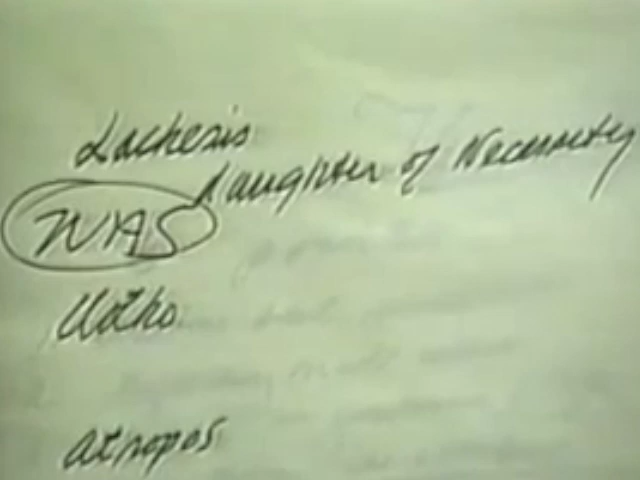 Lachesis
daughter of Necessity
WAS
Clotho
Atropos